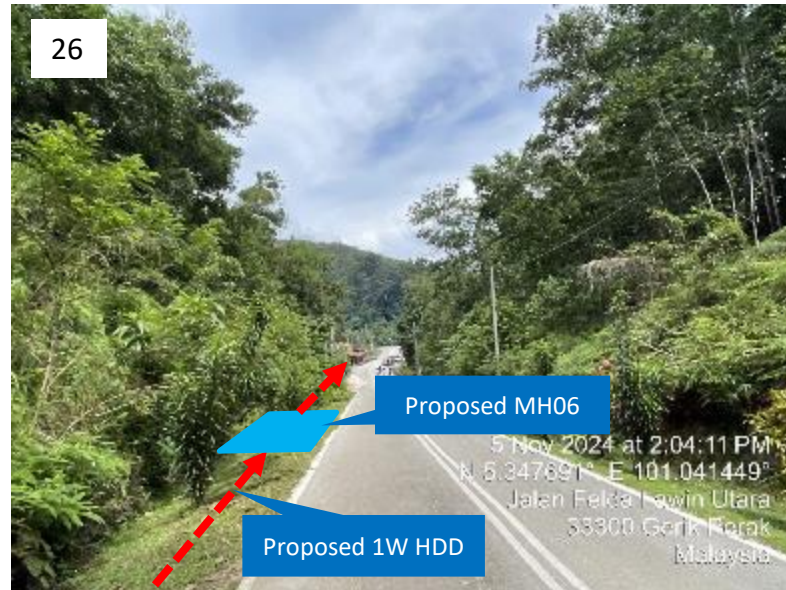 26
Proposed MH06
5 Nov 2024 at 2:04:11 PM
N 5.347691° E 101.041449°
Jalan Felda Lawin Utara
33300 Gerik Perak
Malaysia
Proposed 1W HDD